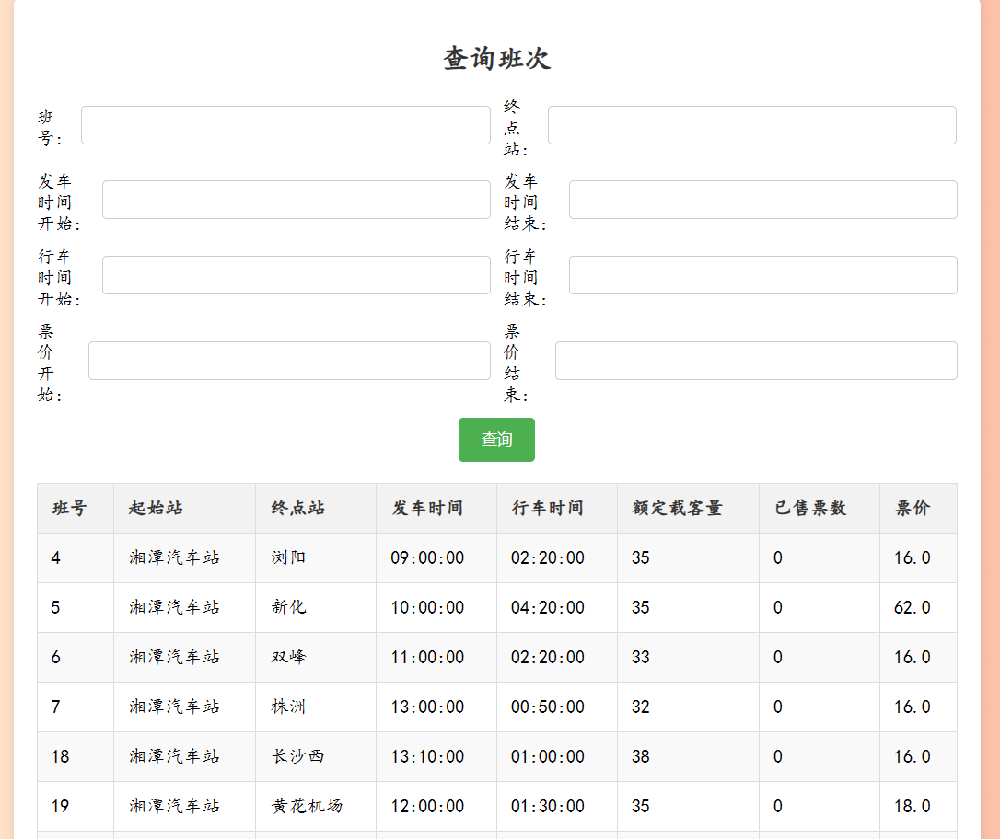 查询班次
班号：
终点站：
发车时间开始：
发车时间结束：
行车时间开始：
行车时间结束：
票价开始：
票价结束：
查询
班号 起始站 终点站 发车时间 行车时间 额定载客量 已售票数 票价
4 湘潭汽车站 浏阳 09:00:00 02:20:00 35 0 16.0
5 湘潭汽车站 新化 10:00:00 04:20:00 35 0 62.0
6 湘潭汽车站 双峰 11:00:00 02:20:00 33 0 16.0
7 湘潭汽车站 株洲 13:00:00 00:50:00 32 0 16.0
18 湘潭汽车站 长沙西 13:10:00 01:00:00 38 0 16.0
19 湘潭汽车站 黄花机场 12:00:00 01:30:00 35 0 18.0